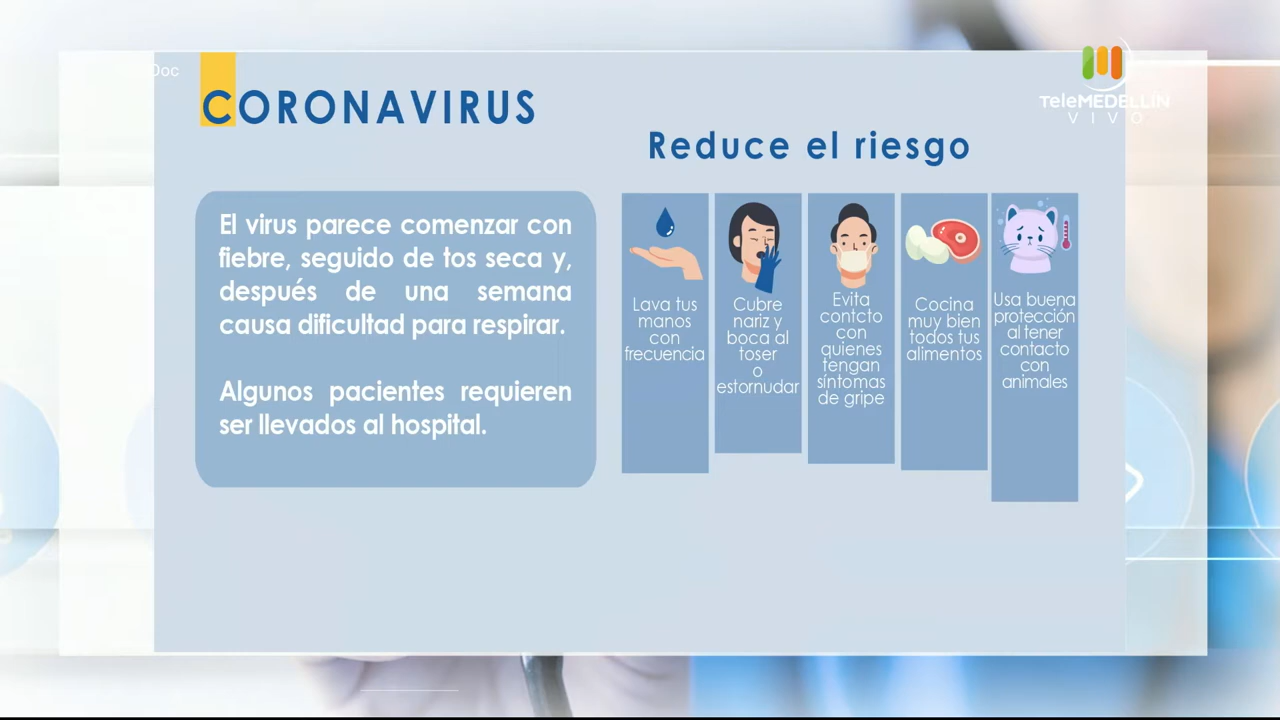 Doc
CORONAVIRUS
TeleMEDELLÍN
VIVO
Reduce el riesgo
El virus parece comenzar con
fiebre, seguido de tos seca y,
después de una semana
causa dificultad para respirar.
Algunos pacientes requieren
ser llevados al hospital.
Lava tus
manos
con
frecuencia
Cubre
nariz y
boca al
toser
o
estornudar
Evita
contcto
con
quienes
tengan
síntomas
de gripe
Cocina
muy bien
todos tus
alimentos
Usa buena
protección
al tener
contacto
con
animales